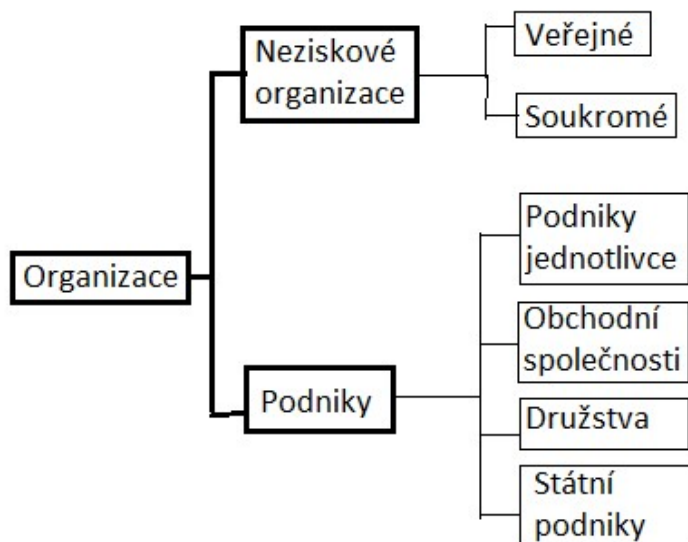 Neziskové
organizace
Veřejné
Soukromé
Organizace
Podniky
Podniky
jednotlivce
Obchodní
společnosti
Družstva
Státní
podniky